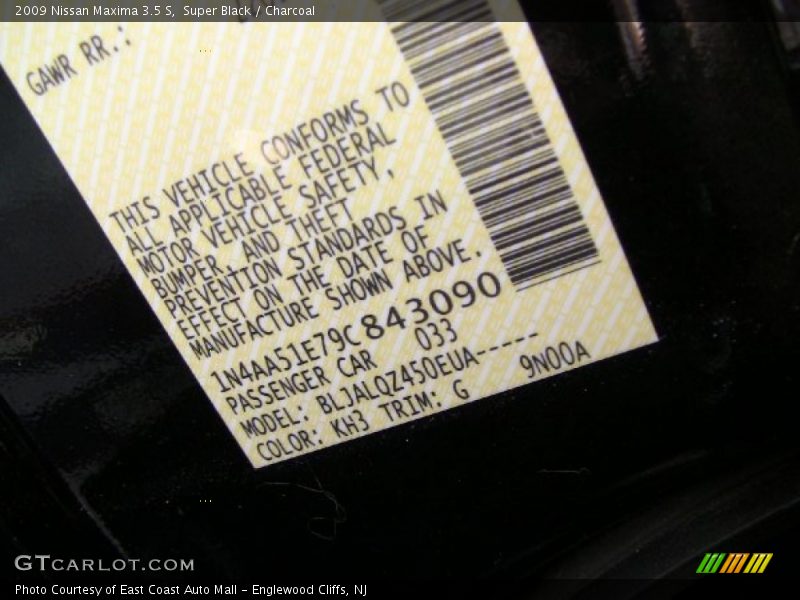 2009 Nissan Maxima 3.5 S, Super Black / Charcoal
GAWR RR.:
THIS VEHICLE CONFORMS TO
ALL APPLICABLE FEDERAL
MOTOR VEHICLE SAFETY,
BUMPER, AND THEFT
PREVENTION STANDARDS IN
EFFECT ON THE DATE OF
MANUFACTURE SHOWN ABOVE.
1N4AA51E79C843090
PASSENGER CAR 033
MODEL: BLJALQZ450EUA-----
COLOR: KH3 TRIM: G 9N00A
GTCARLOT.COM
Photo Courtesy of East Coast Auto Mall - Englewood Cliffs, NJ